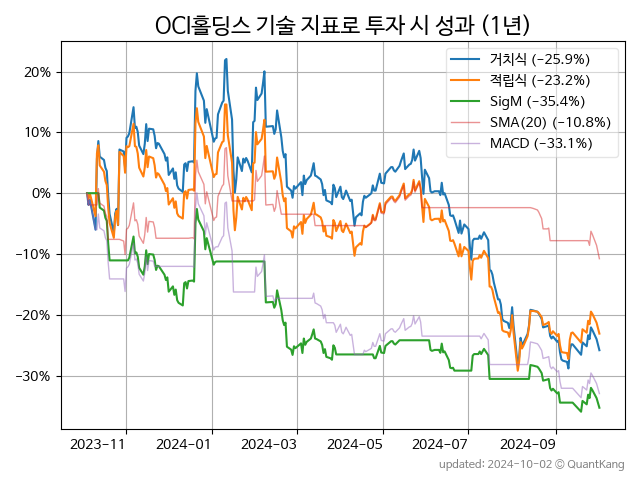 OCI홀딩스 기술 지표로 투자 시 성과 (1년)
거치식 (−25.9%)
적립식 (−23.2%)
SigM (−35.4%)
SMA(20) (−10.8%)
MACD (−33.1%)
20%
10%
0%
−10%
−20%
−30%
2023-11 2024-01 2024-03 2024-05 2024-07 2024-09
updated: 2024-10-02 © QuantKang